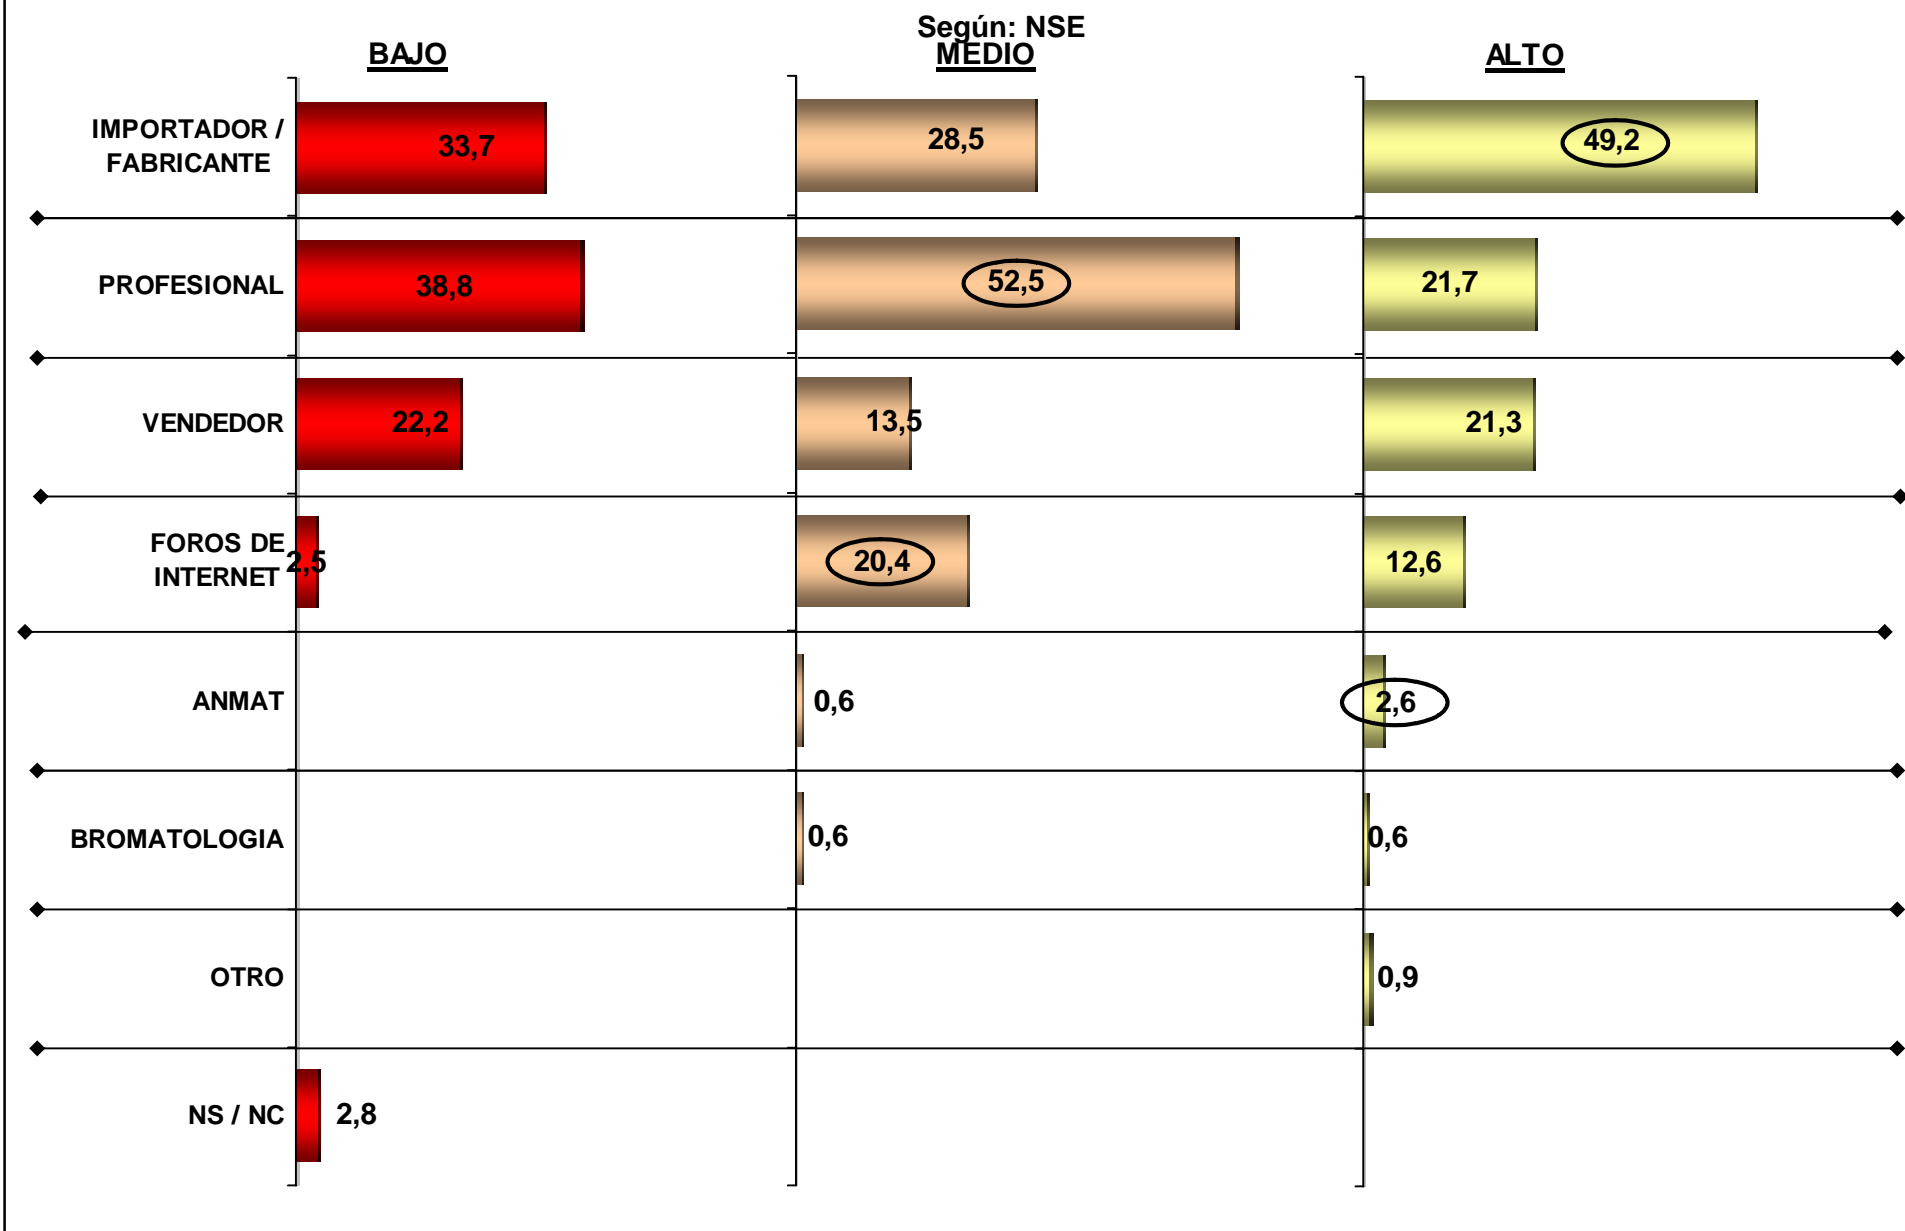 Según: NSE
BAJO
MEDIO
ALTO
IMPORTADOR /
FABRICANTE
33,7
28,5
49,2
PROFESIONAL
38,8
52,5
21,7
VENDEDOR
22,2
13,5
21,3
FOROS DE
INTERNET
2,5
20,4
12,6
ANMAT
0,6
2,6
BROMATOLOGIA
0,6
0,6
OTRO
0,9
NS / NC
2,8